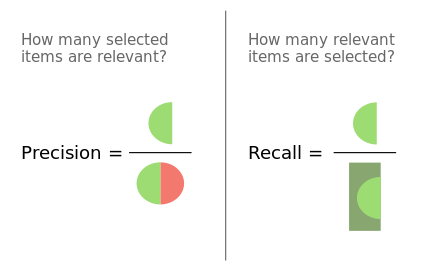 How many selected
items are relevant?
Precision =
How many relevant
items are selected?
Recall =